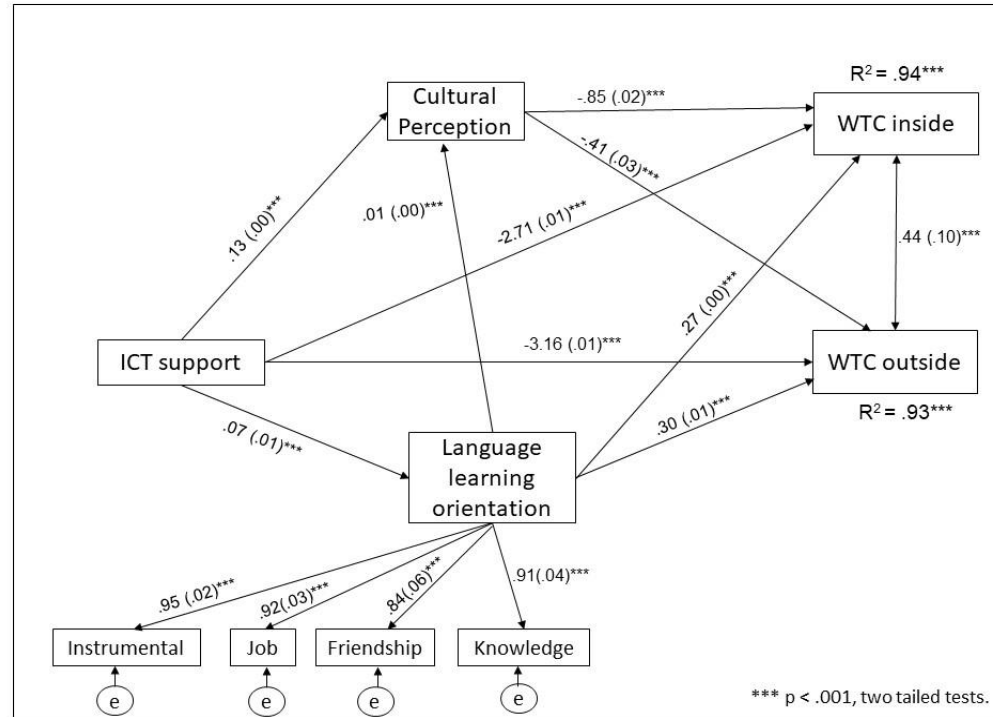 R² = .94***
Cultural
Perception
-.85 (.02)***
WTC inside
-.41 (.03)***
.01 (.00)***
.13 (.00)***
-2.71 (.01)***
.44 (.10)***
.27 (.00)***
ICT support
-3.16 (.01)***
WTC outside
R² = .93***
.07 (.01)***
.30 (.01)***
Language
learning
orientation
.95 (.02)***
.92(.03)***
.84(.06)***
.91(.04)***
Instrumental
Job
Friendship
Knowledge
e
e
e
e
*** p < .001, two tailed tests.